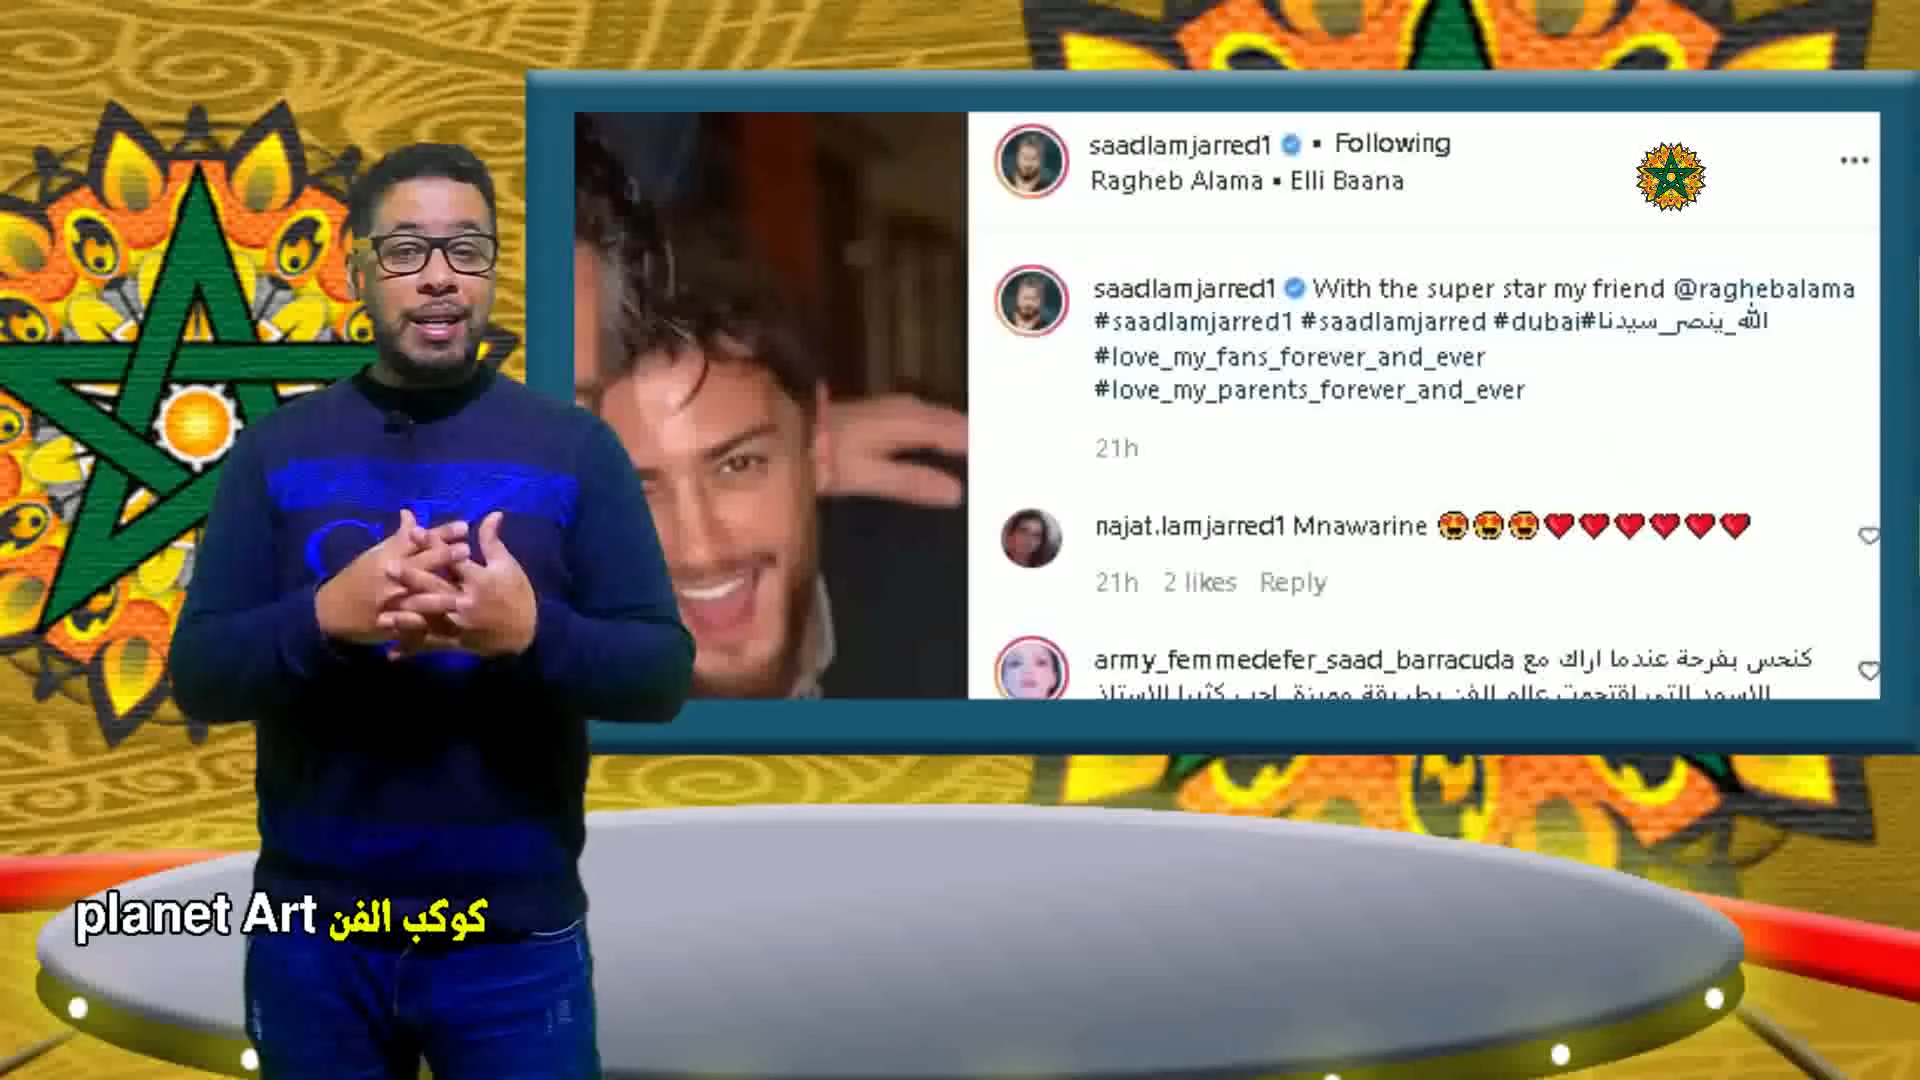 saadlamjarred1 • Following
Ragheb Alama • Elli Baana
saadlamjarred1 With the super star my friend @raghebalama
#saadlamjarred1 #saadlamjarred #dubai#الله_ينصر_سيدنا
#love_my_fans_forever_and_ever
#love_my_parents_forever_and_ever
21h
najat.lamjarred1 Mnawarine 😍😍😍❤️❤️❤️❤️❤️❤️
21h 2 likes Reply
army_femmedefer_saad_barracuda كنحس بفرحة عندما اراك مع
planet Art كوكب الفن